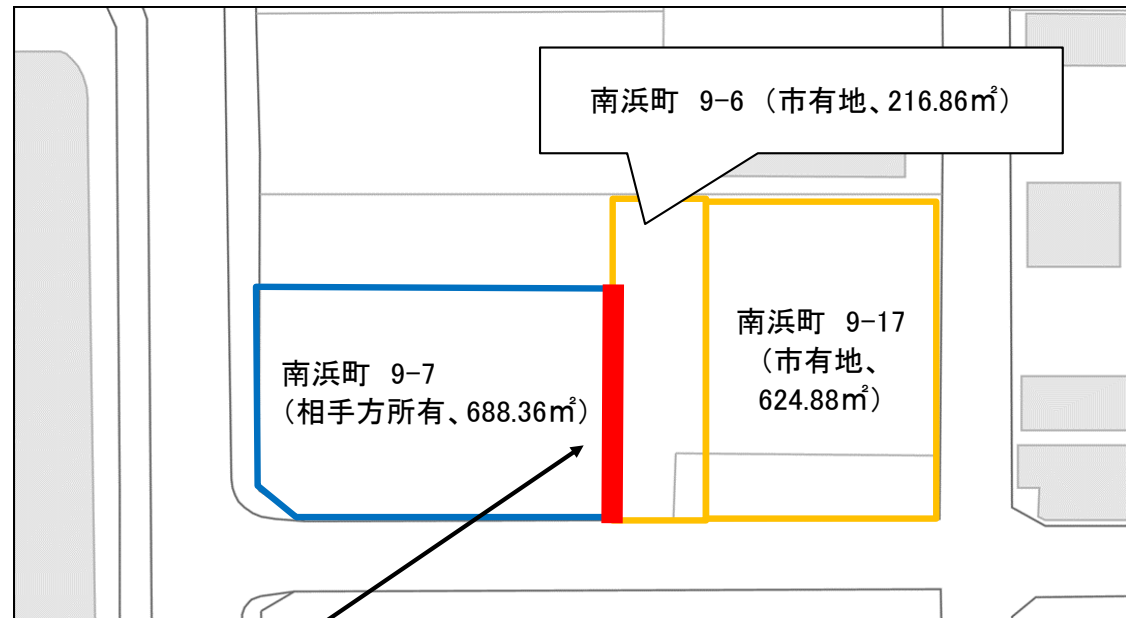 南浜町　9-6　（市有地、216.86㎡）
南浜町　9-17
（市有地、
624.88㎡）
南浜町　9-7
（相手方所有、688.36㎡）